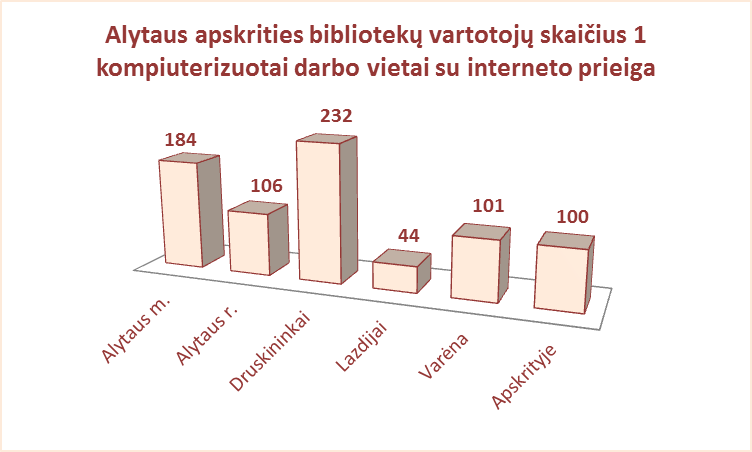 Alytaus apskrities bibliotekų vartotojų skaičius 1
kompiuterizuotai darbo vietai su interneto prieiga
184
106
232
44
101
100
Alytaus m.
Alytaus r.
Druskininkai
Lazdijai
Varėna
Apskrityje